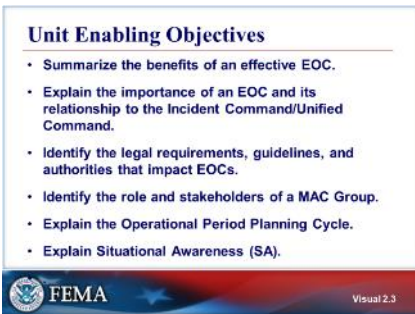 Unit Enabling Objectives
• Summarize the benefits of an effective EOC.
• Explain the importance of an EOC and its
relationship to the Incident Command/Unified
Command.
• Identify the legal requirements, guidelines, and
authorities that impact EOCs.
• Identify the role and stakeholders of a MAC Group.
• Explain the Operational Period Planning Cycle.
• Explain Situational Awareness (SA).
FEMA
Visual 2.3